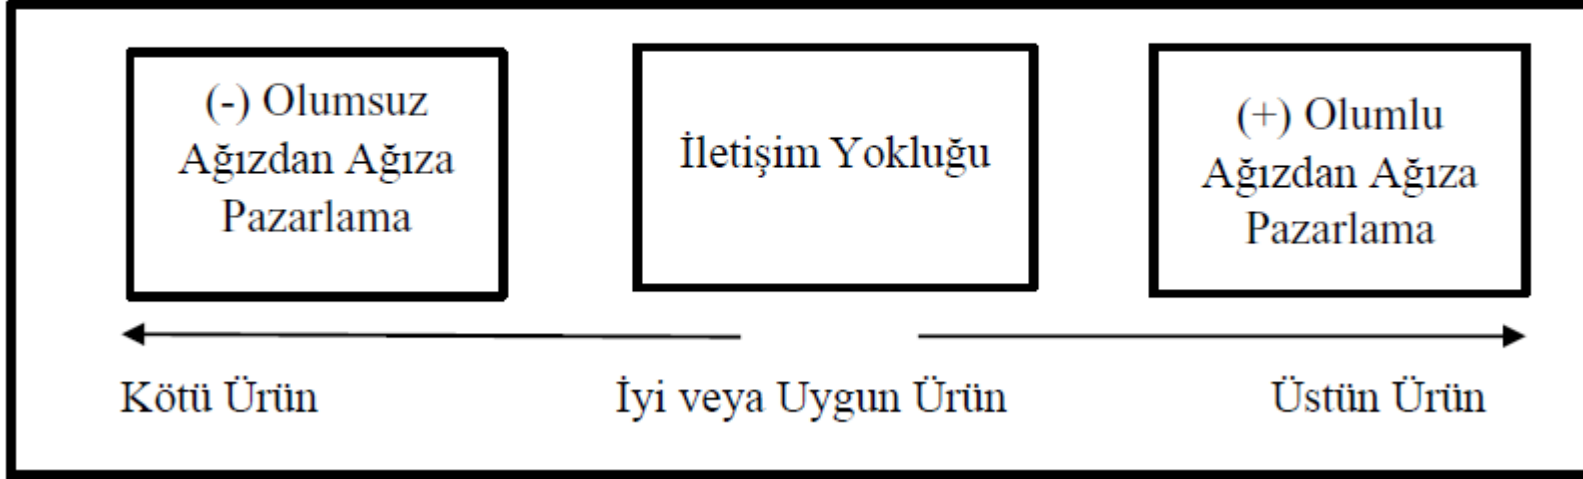 (-) Olumsuz
Ağızdan Ağıza
Pazarlama
İletişim Yokluğu
(+) Olumlu
Ağızdan Ağıza
Pazarlama
Kötü Ürün
İyi veya Uygun Ürün
Üstün Ürün